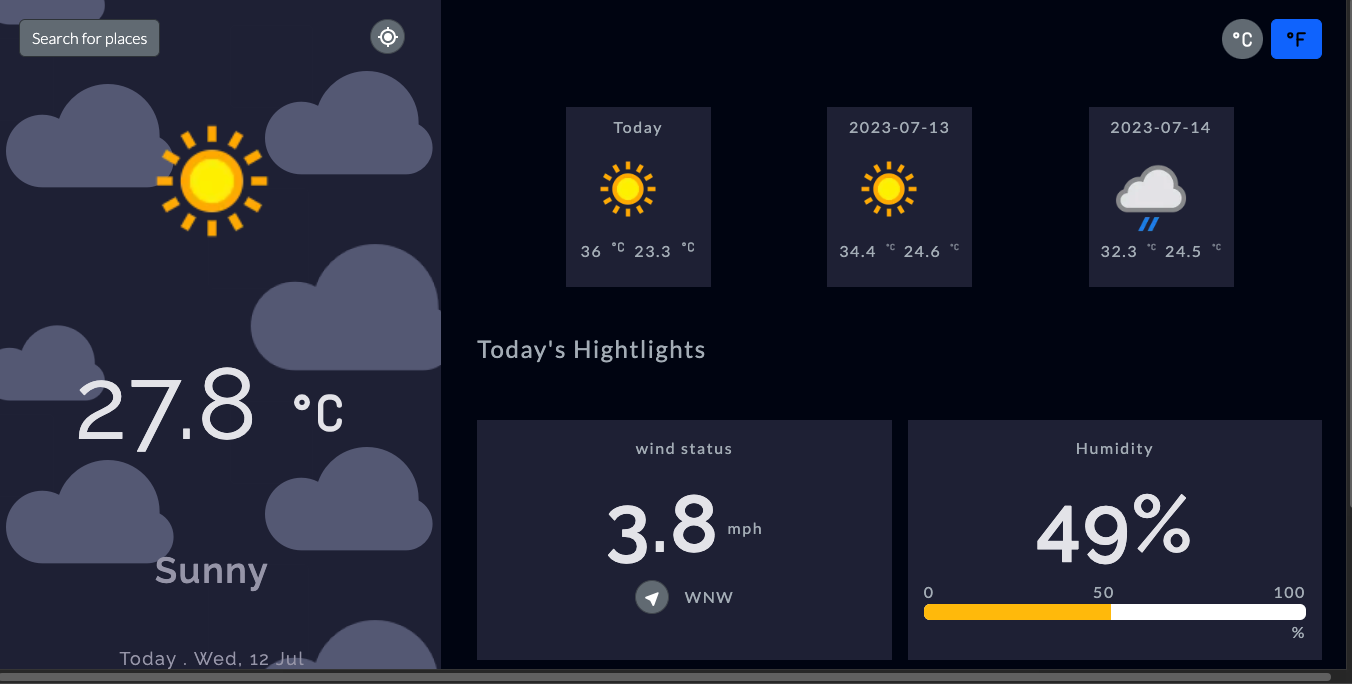 Search for places
27.8 °C
Sunny
Today . Wed, 12 Jul
°C °F
Today
36 °C 23.3 °C
2023-07-13
34.4 °C 24.6 °C
2023-07-14
32.3 °C 24.5 °C
Today's Hightlights
wind status
3.8 mph
WNW
Humidity
49%
0 50 100
%